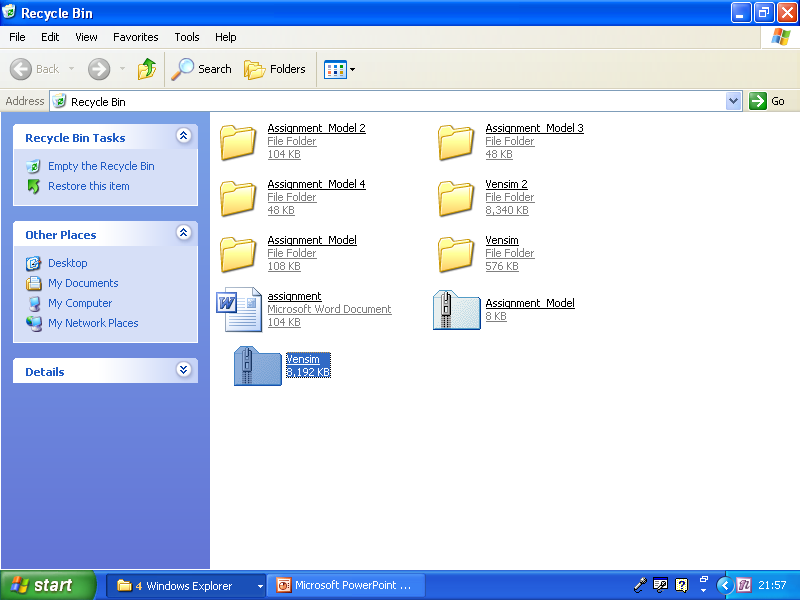 Recycle Bin
File Edit View Favorites Tools Help
Back Search Folders
Address Recycle Bin Go
Recycle Bin Tasks
Empty the Recycle Bin
Restore this item
Other Places
Desktop
My Documents
My Computer
My Network Places
Details
Assignment_Model 2
File Folder
104 KB
Assignment_Model 3
File Folder
48 KB
Assignment_Model 4
File Folder
48 KB
Vensim 2
File Folder
8,340 KB
Assignment_Model
File Folder
108 KB
Vensim
File Folder
576 KB
assignment
Microsoft Word Document
104 KB
Assignment_Model
8 KB
Vensim
8,192 KB
start 4 Windows Explorer Microsoft PowerPoint ... 21:57